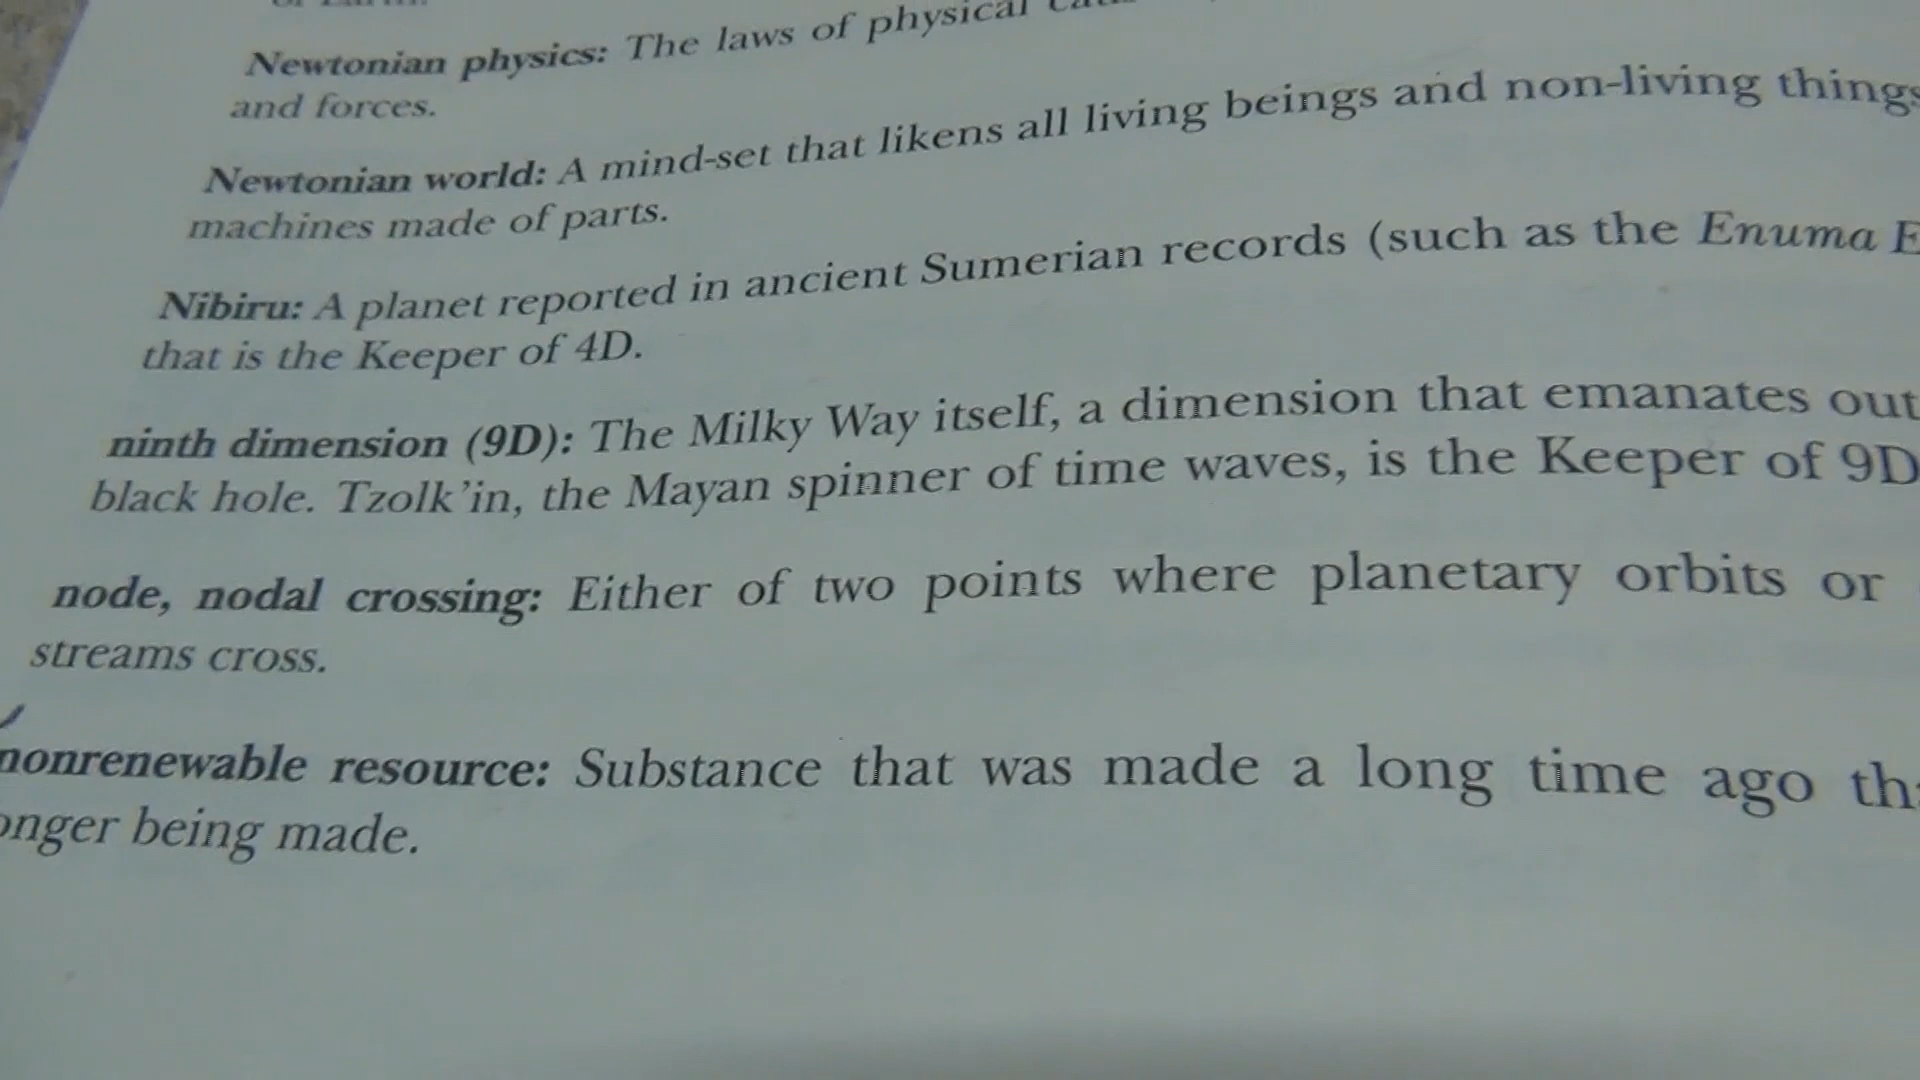 Newtonian physics: The laws of physical
and forces.
Newtonian world: A mind-set that likens all living beings and non-living things
machines made of parts.
Nibiru: A planet reported in ancient Sumerian records (such as the Enuma E
that is the Keeper of 4D.
ninth dimension (9D): The Milky Way itself, a dimension that emanates out
black hole. Tzolk'in, the Mayan spinner of time waves, is the Keeper of 9D
node, nodal crossing: Either of two points where planetary orbits or
streams cross.
nonrenewable resource: Substance that was made a long time ago tha
onger being made.